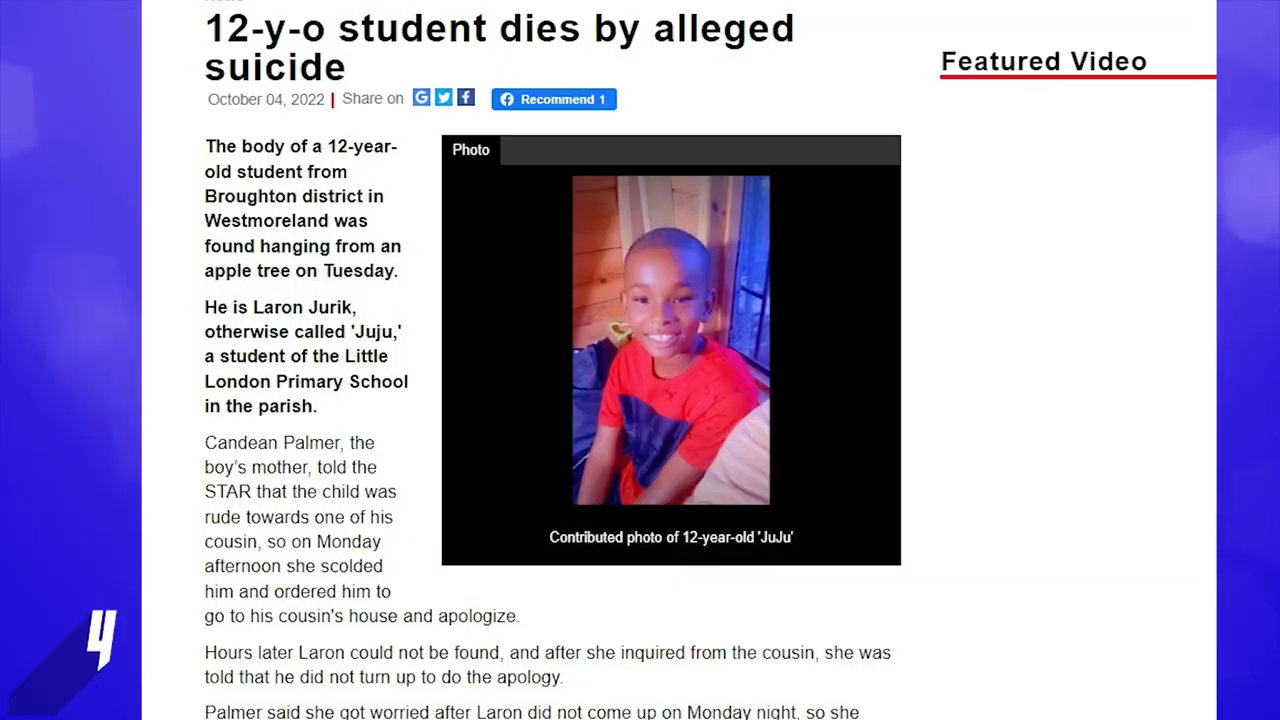 12-y-o student dies by alleged
suicide
October 04, 2022 | Share on
Recommend 1
Featured Video
The body of a 12-year-
old student from
Broughton district in
Westmoreland was
found hanging from an
apple tree on Tuesday.
He is Laron Jurik,
otherwise called 'Juju,'
a student of the Little
London Primary School
in the parish.
Candean Palmer, the
boy's mother, told the
STAR that the child was
rude towards one of his
cousin, so on Monday
afternoon she scolded
him and ordered him to
go to his cousin's house and apologize.
Hours later Laron could not be found, and after she inquired from the cousin, she was
told that he did not turn up to do the apology.
Palmer said she got worried after Laron did not come up on Monday night, so she
Photo
Contributed photo of 12-year-old 'JuJu'
4